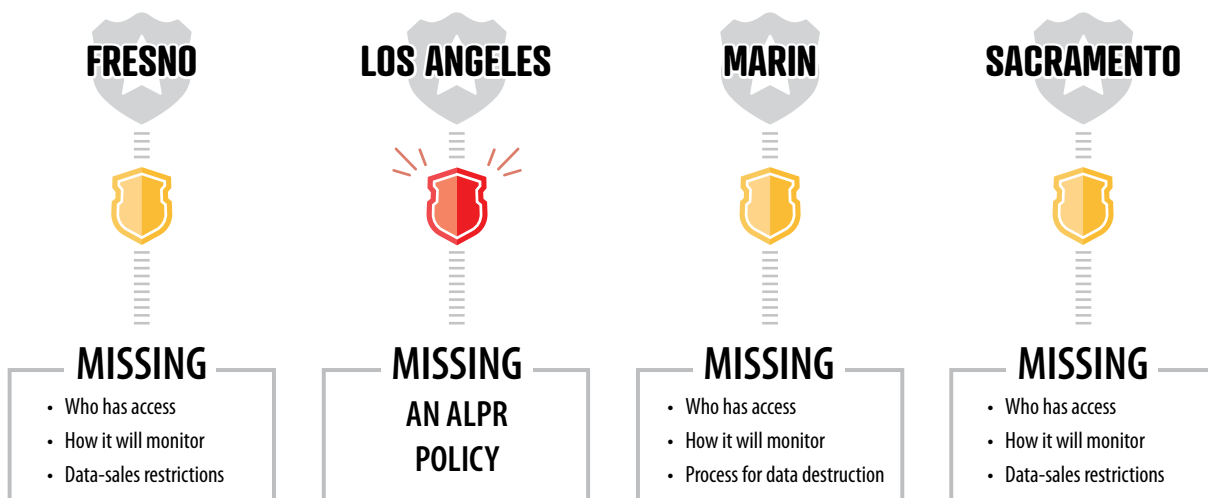 FRESNO
LOS ANGELES
MARIN
SACRAMENTO
MISSING
• Who has access
• How it will monitor
• Data-sales restrictions
MISSING
AN ALPR
POLICY
MISSING
• Who has access
• How it will monitor
• Process for data destruction
MISSING
• Who has access
• How it will monitor
• Data-sales restrictions